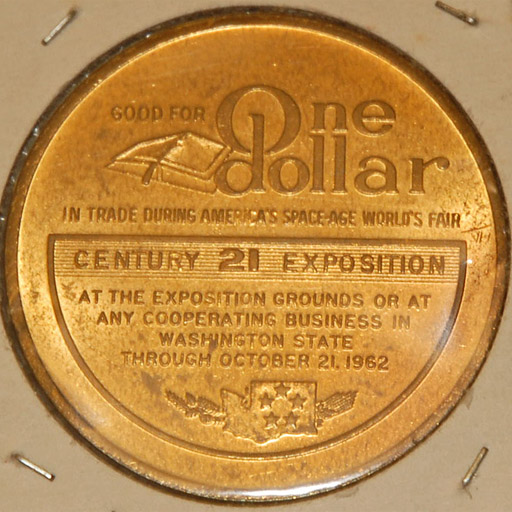 GOOD FOR One
dollar
IN TRADE DURING AMERICA'S SPACE-AGE WORLD'S FAIR
CENTURY 21 EXPOSITION
AT THE EXPOSITION GROUNDS OR AT
ANY COOPERATING BUSINESS IN
WASHINGTON STATE
THROUGH OCTOBER 21, 1962